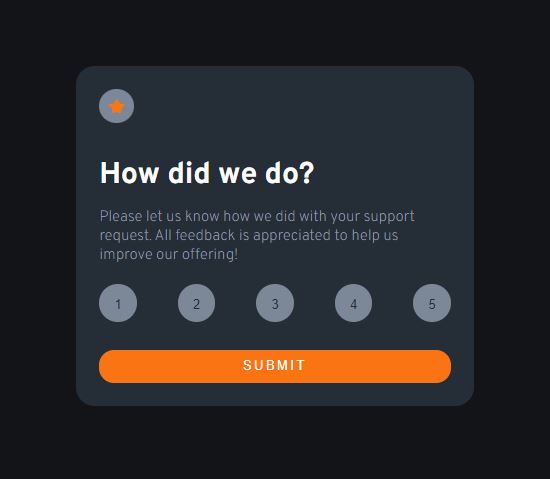 How did we do?
Please let us know how we did with your support
request. All feedback is appreciated to help us
improve our offering!
1 2 3 4 5
SUBMIT